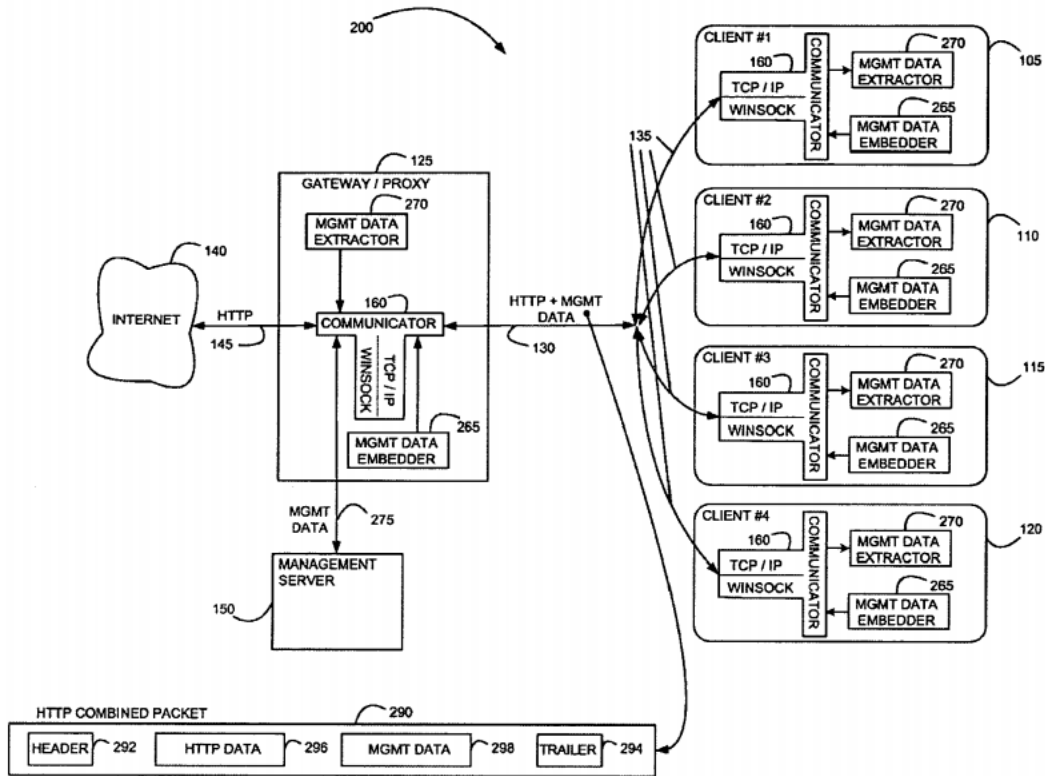 200
CLIENT #1
160
TCP / IP
WINSOCK
COMMUNICATOR
270
MGMT DATA
EXTRACTOR
265
MGMT DATA
EMBEDDER
105
135
CLIENT #2
160
TCP / IP
WINSOCK
COMMUNICATOR
270
MGMT DATA
EXTRACTOR
265
MGMT DATA
EMBEDDER
110
125
GATEWAY / PROXY
270
MGMT DATA
EXTRACTOR
140
INTERNET
HTTP
145
160
COMMUNICATOR
WINSOCK
TCP / IP
265
MGMT DATA
EMBEDDER
HTTP + MGMT
DATA
130
CLIENT #3
160
TCP / IP
WINSOCK
COMMUNICATOR
270
MGMT DATA
EXTRACTOR
265
MGMT DATA
EMBEDDER
115
MGMT
DATA
275
MANAGEMENT
SERVER
150
CLIENT #4
160
TCP / IP
WINSOCK
COMMUNICATOR
270
MGMT DATA
EXTRACTOR
265
MGMT DATA
EMBEDDER
120
HTTP COMBINED PACKET
290
HEADER
292
HTTP DATA
296
MGMT DATA
298
TRAILER
294